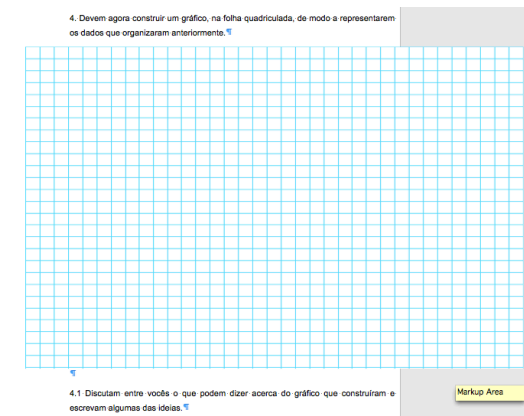 4. Devem agora construir um gráfico, na folha quadriculada, de modo a representarem
os dados que organizaram anteriormente.¶
¶
4.1 Discutam entre vocês o que podem dizer acerca do gráfico que construíram e
escrevam algumas das ideias.¶
Markup Area